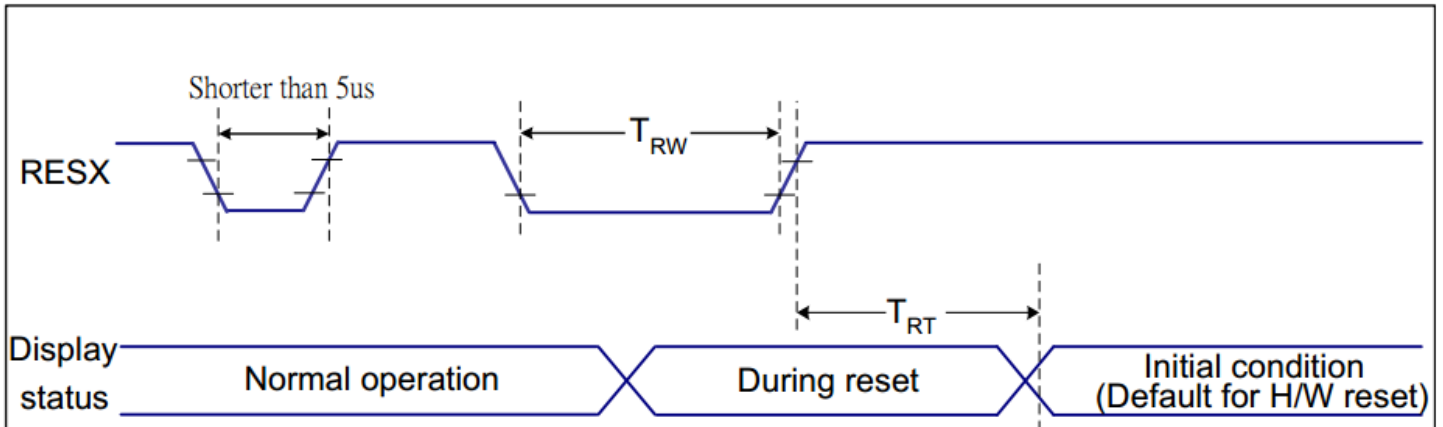 Shorter than 5us
RESX
TRW
TRT
Display
status
Normal operation
During reset
Initial condition
(Default for H/W reset)